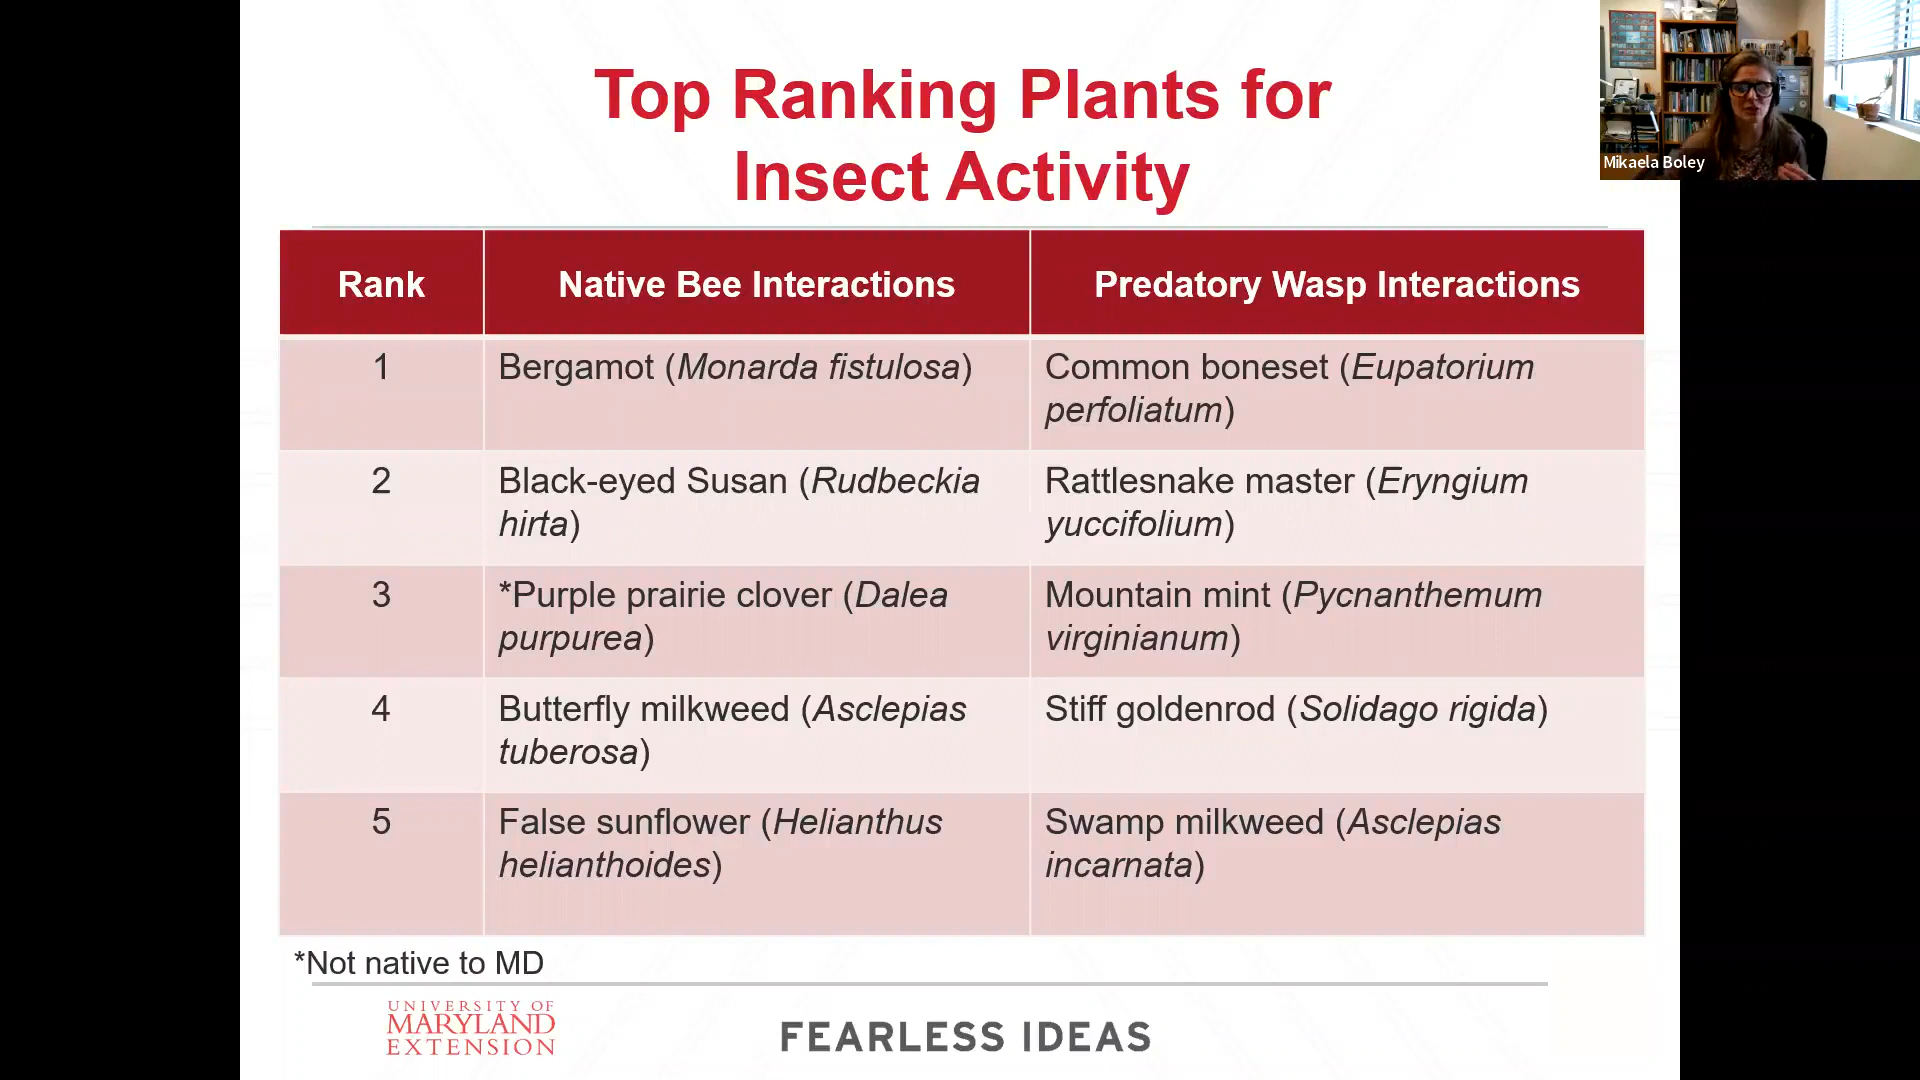 Top Ranking Plants for
Insect Activity
Mikaela Boley
Rank
Native Bee Interactions
Predatory Wasp Interactions
1
Bergamot (Monarda fistulosa)
Common boneset (Eupatorium
perfoliatum)
2
Black-eyed Susan (Rudbeckia
hirta)
Rattlesnake master (Eryngium
yuccifolium)
3
*Purple prairie clover (Dalea
purpurea)
Mountain mint (Pycnanthemum
virginianum)
4
Butterfly milkweed (Asclepias
tuberosa)
Stiff goldenrod (Solidago rigida)
5
False sunflower (Helianthus
helianthoides)
Swamp milkweed (Asclepias
incarnata)
*Not native to MD
UNIVERSITY OF
MARYLAND
EXTENSION
FEARLESS IDEAS